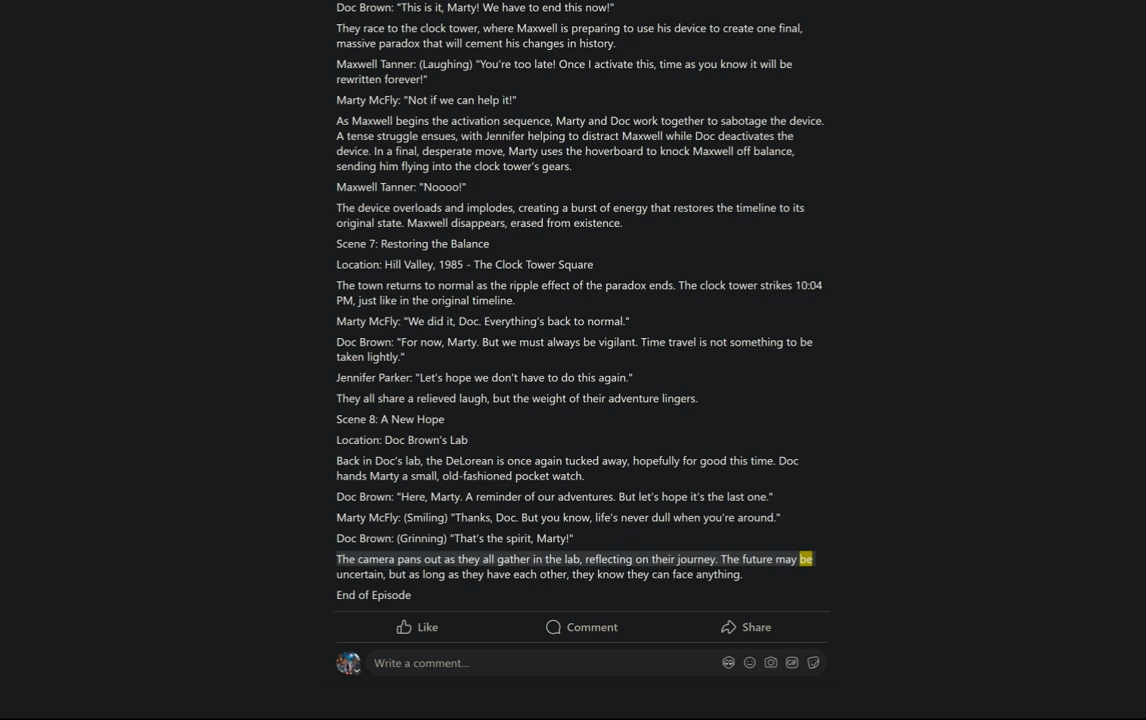 Doc Brown: "This is it, Marty! We have to end this now!"
They race to the clock tower, where Maxwell is preparing to use his device to create one final,
massive paradox that will cement his changes in history.
Maxwell Tanner: (Laughing) "You're too late! Once I activate this, time as you know it will be
rewritten forever!"
Marty McFly: "Not if we can help it!"
As Maxwell begins the activation sequence, Marty and Doc work together to sabotage the device.
A tense struggle ensues, with Jennifer helping to distract Maxwell while Doc deactivates the
device. In a final, desperate move, Marty uses the hoverboard to knock Maxwell off balance,
sending him flying into the clock tower's gears.
Maxwell Tanner: "Noooo!"
The device overloads and implodes, creating a burst of energy that restores the timeline to its
original state. Maxwell disappears, erased from existence.
Scene 7: Restoring the Balance
Location: Hill Valley, 1985 - The Clock Tower Square
The town returns to normal as the ripple effect of the paradox ends. The clock tower strikes 10:04
PM, just like in the original timeline.
Marty McFly: "We did it, Doc. Everything's back to normal."
Doc Brown: "For now, Marty. But we must always be vigilant. Time travel is not something to be
taken lightly."
Jennifer Parker: "Let's hope we don't have to do this again."
They all share a relieved laugh, but the weight of their adventure lingers.
Scene 8: A New Hope
Location: Doc Brown's Lab
Back in Doc's lab, the DeLorean is once again tucked away, hopefully for good this time. Doc
hands Marty a small, old-fashioned pocket watch.
Doc Brown: "Here, Marty. A reminder of our adventures. But let's hope it's the last one."
Marty McFly: (Smiling) "Thanks, Doc. But you know, life's never dull when you're around."
Doc Brown: (Grinning) "That's the spirit, Marty!"
The camera pans out as they all gather in the lab, reflecting on their journey. The future may be
uncertain, but as long as they have each other, they know they can face anything.
End of Episode
Like Comment Share
Write a comment...
GIF